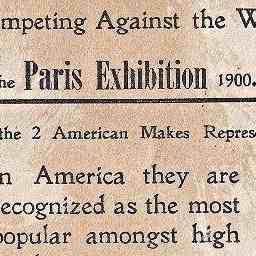 mpeting Against the W
he Paris Exhibition 1900.
the 2 American Makes Repres
n America they are
ecognized as the most
popular amongst high